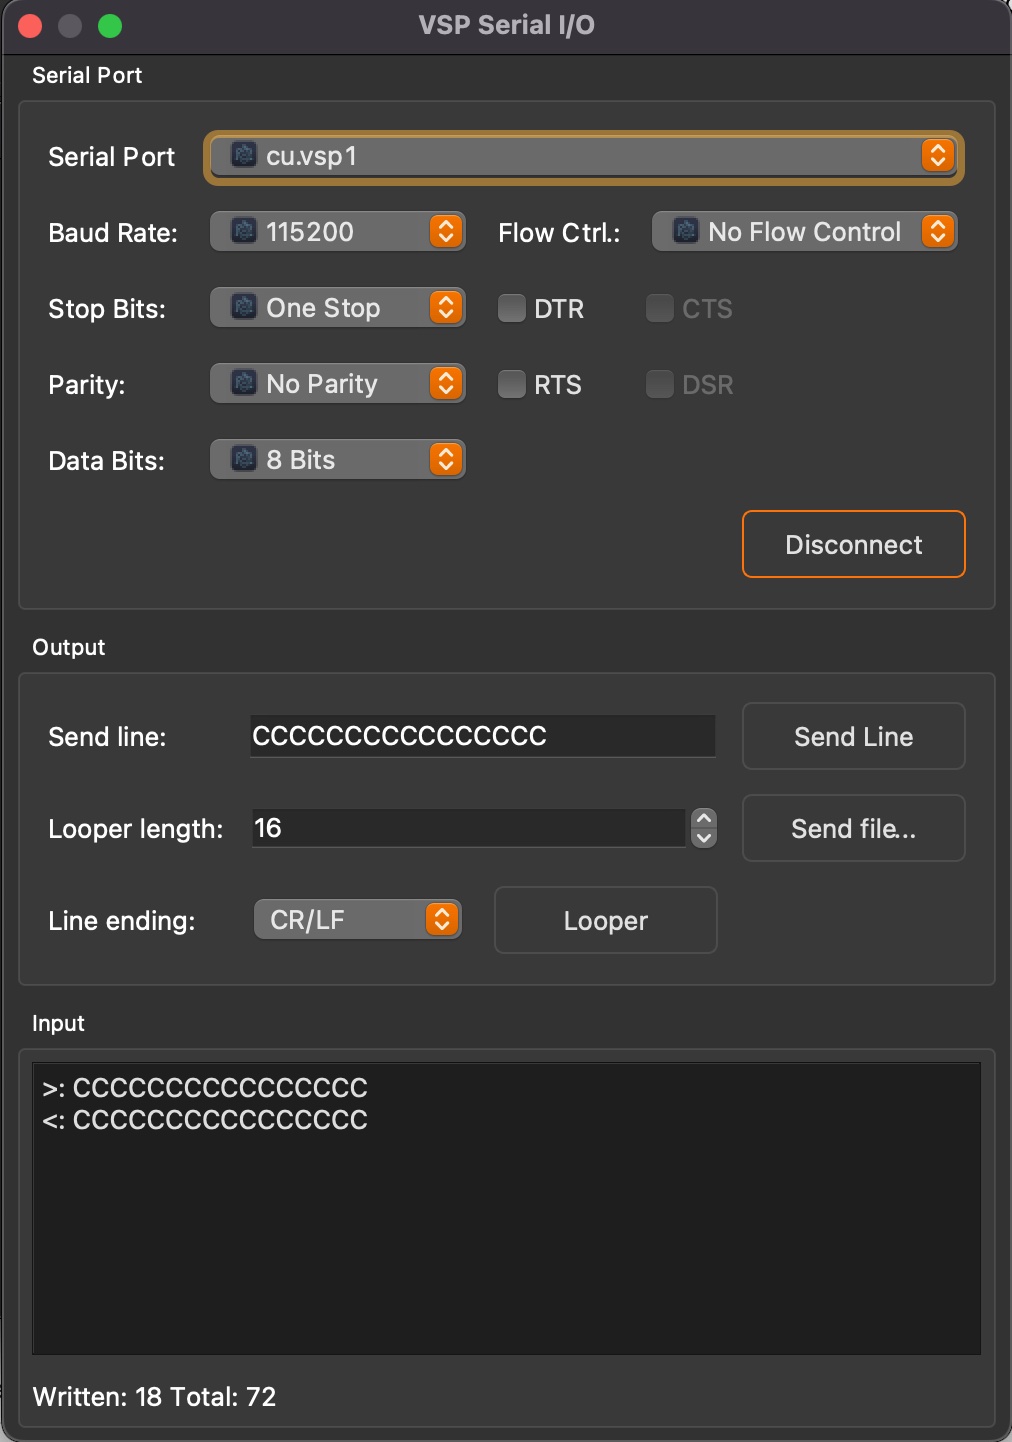 VSP Serial I/O
Serial Port
Serial Port cu.vsp1
Baud Rate: 115200 Flow Ctrl.: No Flow Control
Stop Bits: One Stop DTR CTS
Parity: No Parity RTS DSR
Data Bits: 8 Bits
Disconnect
Output
Send line: CCCCCCCCCCCCCCCC Send Line
Looper length: 16 Send file...
Line ending: CR/LF Looper
Input
>: CCCCCCCCCCCCCCCC
<: CCCCCCCCCCCCCCCC
Written: 18 Total: 72